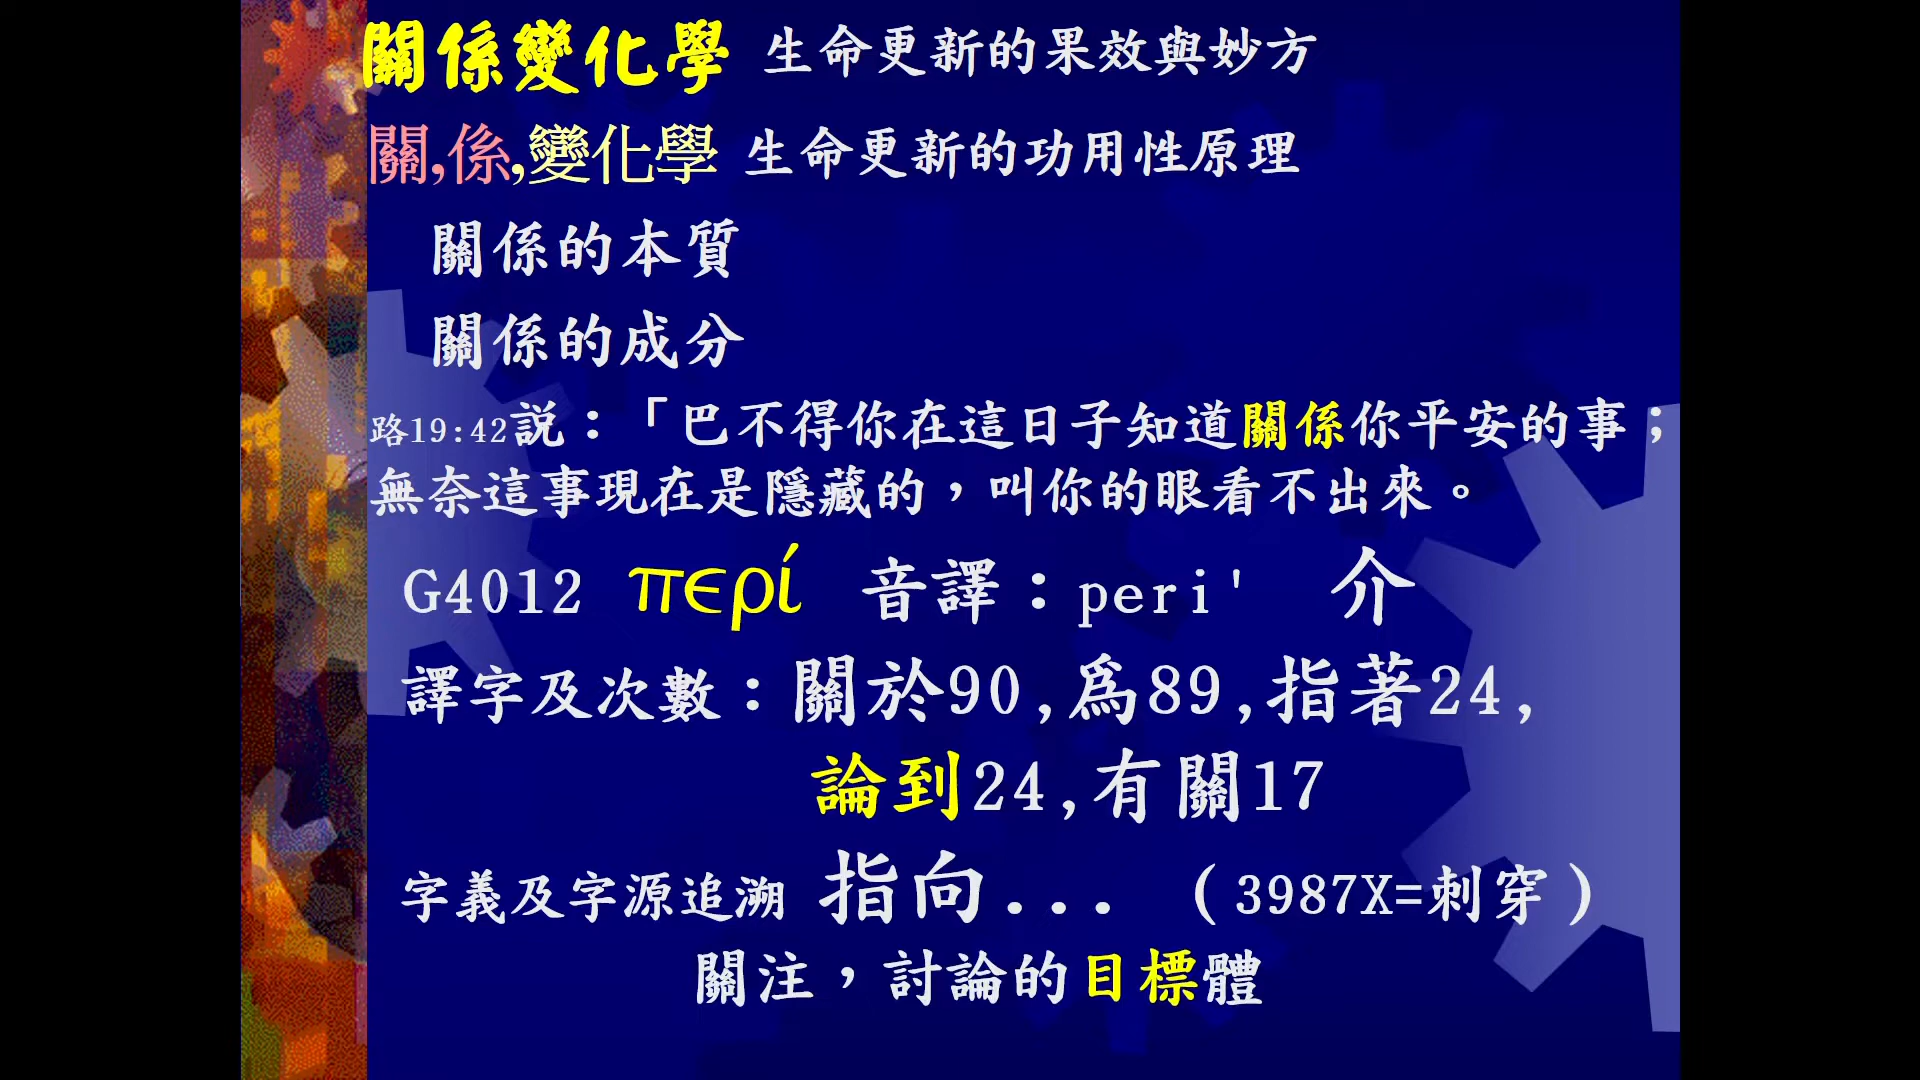 關係變化學 生命更新的果效與妙方
關,係,變化學 生命更新的功用性原理
關係的本質
關係的成分
路19:42說：「巴不得你在這日子知道關係你平安的事；
無奈這事現在是隱藏的，叫你的眼看不出來。
G4012 περί 音譯：peri' 介
譯字及次數：關於90,為89,指著24,
論到24,有關17
字義及字源追溯 指向... （3987X=刺穿）
關注，討論的目標體